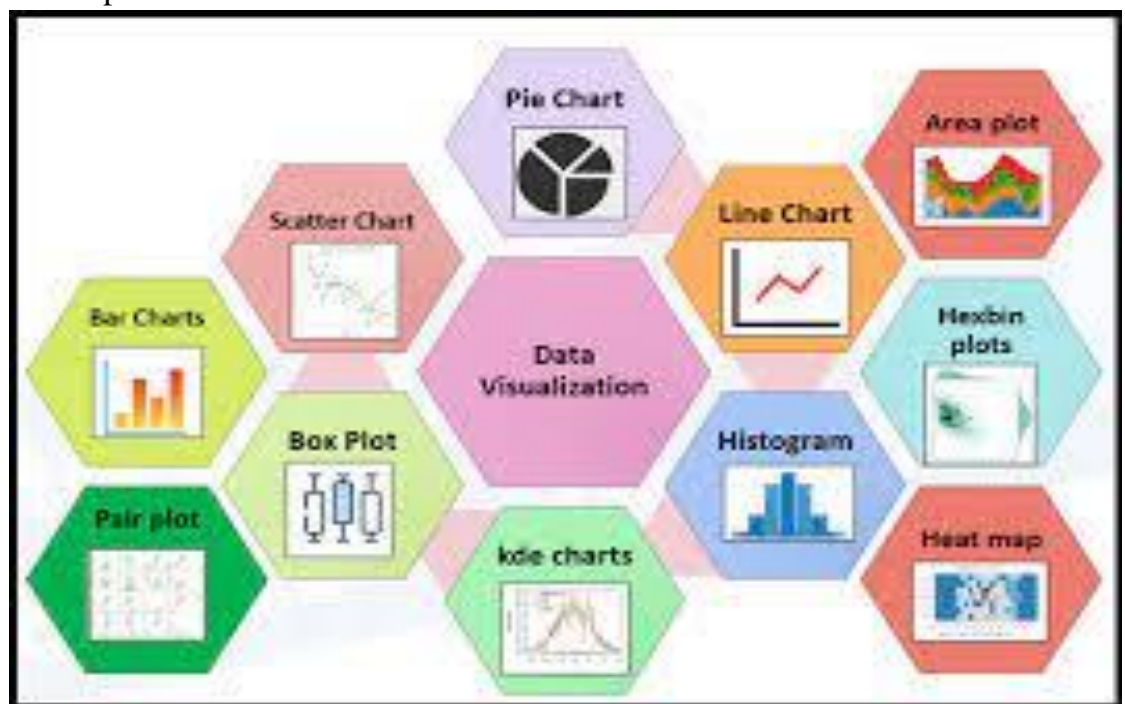 Pie Chart
Area plot
Scatter Chart
Line Chart
Bar Charts
Hexbin
plots
Data
Visualization
Box Plot
Histogram
Pair plot
kde charts
Heat map